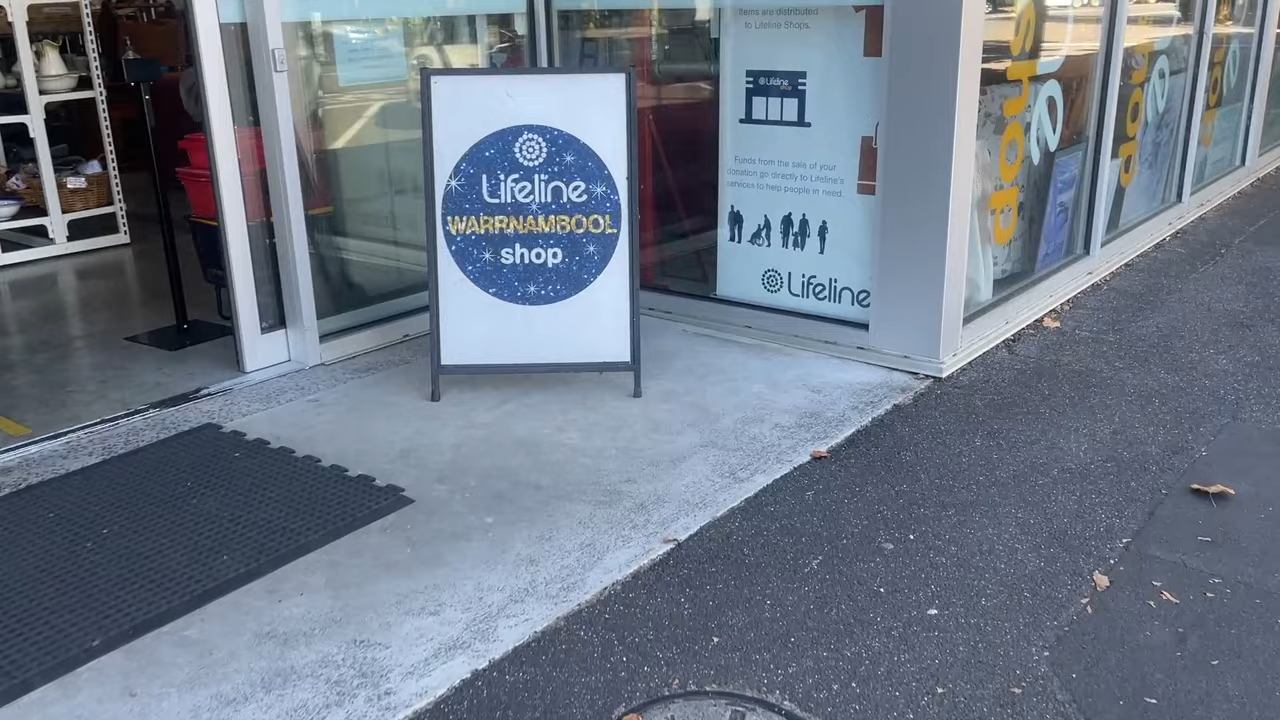 Lifeline
WARRNAMBOOL
shop
items are distributed
to Lifeline Shops.
Lifeline
shop
Funds from the sale of your
donation go directly to Lifeline's
services to help people in need.
Lifeline
shop